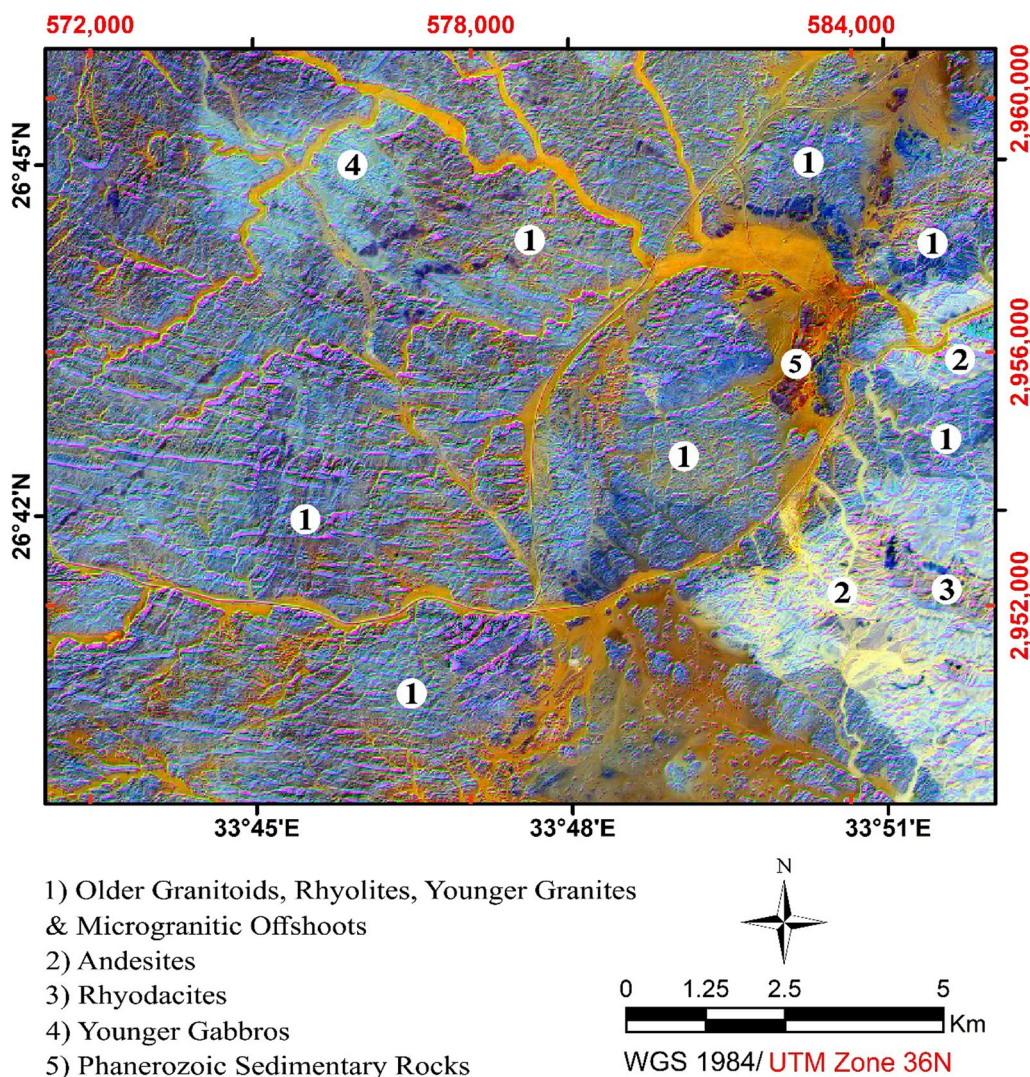 572,000 578,000 584,000
2,960,000
26°45'N
4
1
1
1
2,956,000
2
5
1
1
26°42'N
1
2
3
2,952,000
1
33°45'E 33°48'E 33°51'E
1) Older Granitoids, Rhyolites, Younger Granites
& Microgranitic Offshoots
2) Andesites
3) Rhyodacites
4) Younger Gabbros
5) Phanerozoic Sedimentary Rocks
N
0 1.25 2.5 5
Km
WGS 1984/ UTM Zone 36N